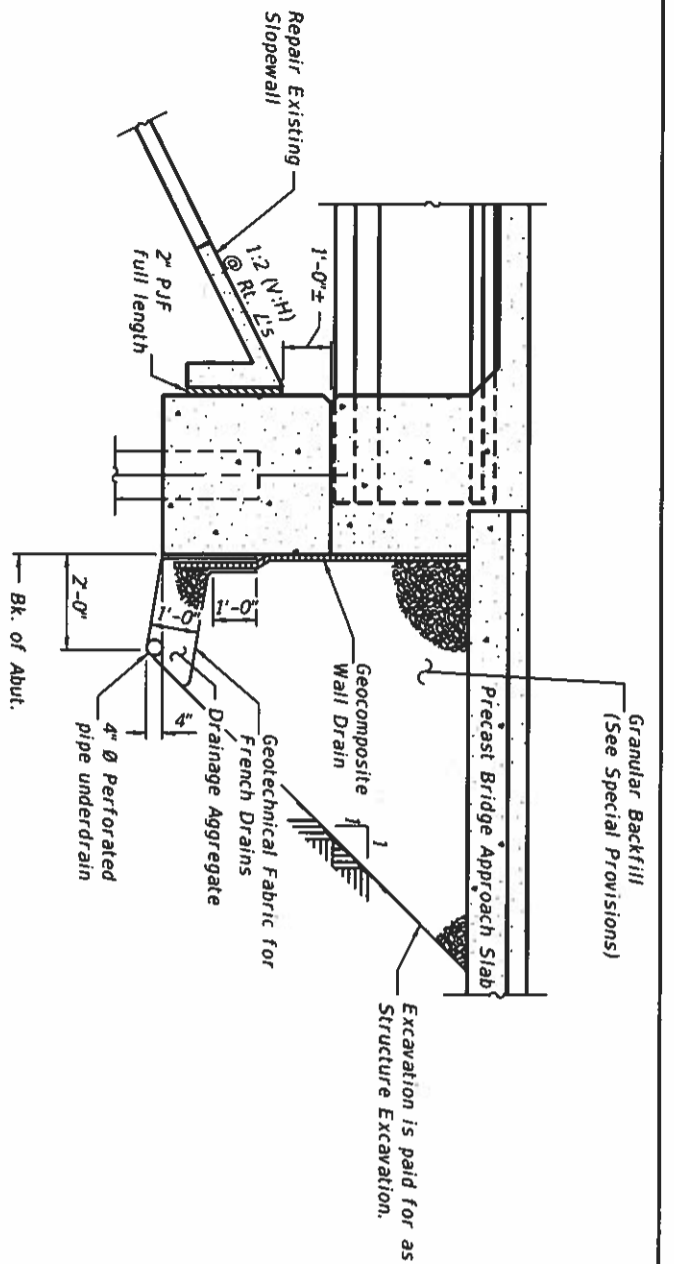 Granular Backfill
(See Special Provisions)
Precast Bridge Approach Slab
Excavation is paid for as
Structure Excavation.
1
1
Geocomposite
Wall Drain
Geotechnical Fabric for
French Drains
Drainage Aggregate
4" Ø Perforated
pipe underdrain
1'-0"
1'-0"
4"
2'-0"
Bk. of Abut.
Repair Existing
Slopewall
1'-0"±
1:2 (V:H)
@ Rt. L's
2" PJF
full length